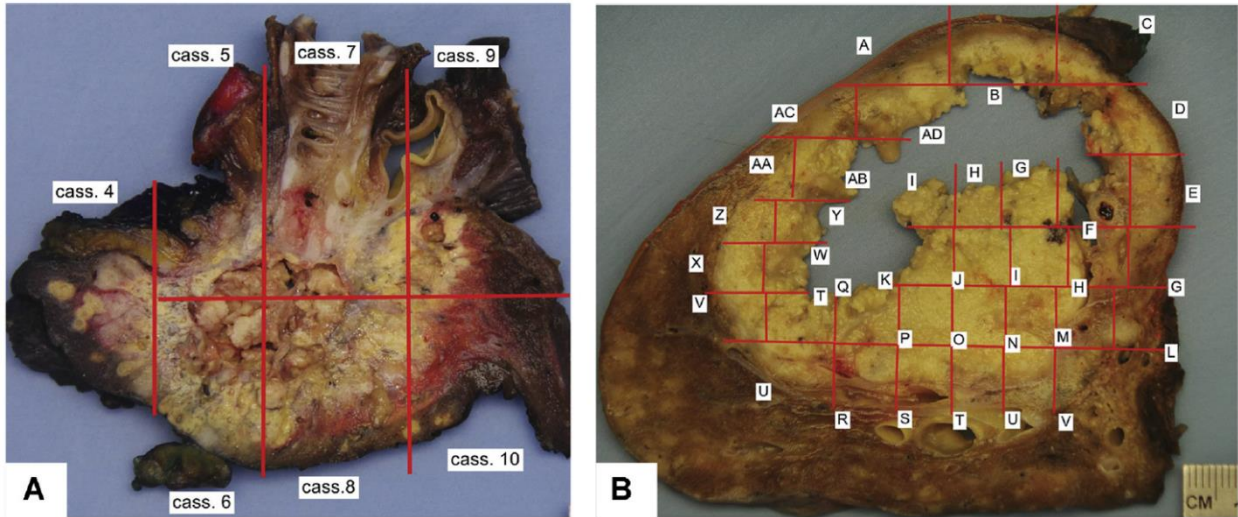 cass. 5
cass. 7
cass. 9
cass. 4
cass. 6
cass.8
cass. 10
A
A
C
B
D
AC
AD
AA
AB
I
H
G
E
Z
Y
F
X
W
K
J
I
H
G
V
T
Q
P
O
N
M
L
U
R
S
T
U
V
CM
B